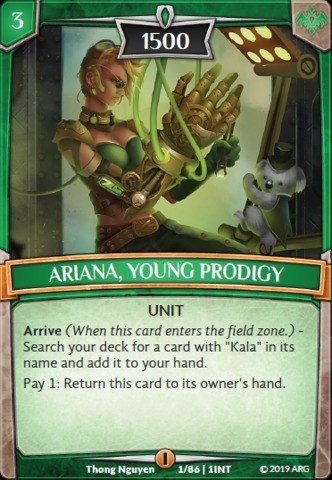 3
1500
ARIANA, YOUNG PRODIGY
UNIT
Arrive (When this card enters the field zone.) -
Search your deck for a card with "Kala" in its
name and add it to your hand.
Pay 1: Return this card to its owner's hand.
Thong Nguyen 1/86 | 1INT © 2019 ARG